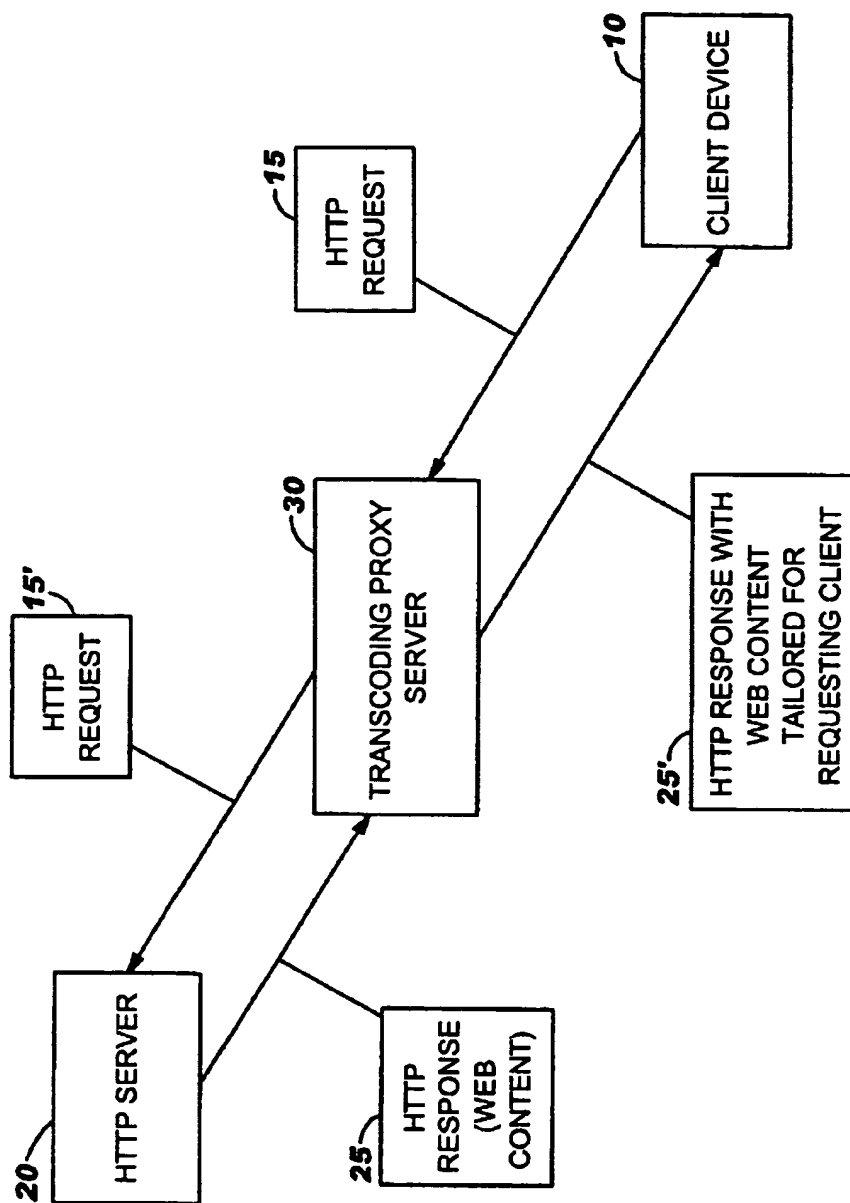 20
HTTP SERVER
15'
HTTP
REQUEST
25
HTTP
RESPONSE
(WEB
CONTENT)
30
TRANSCODING PROXY
SERVER
15
HTTP
REQUEST
25'
HTTP RESPONSE WITH
WEB CONTENT
TAILORED FOR
REQUESTING CLIENT
10
CLIENT DEVICE